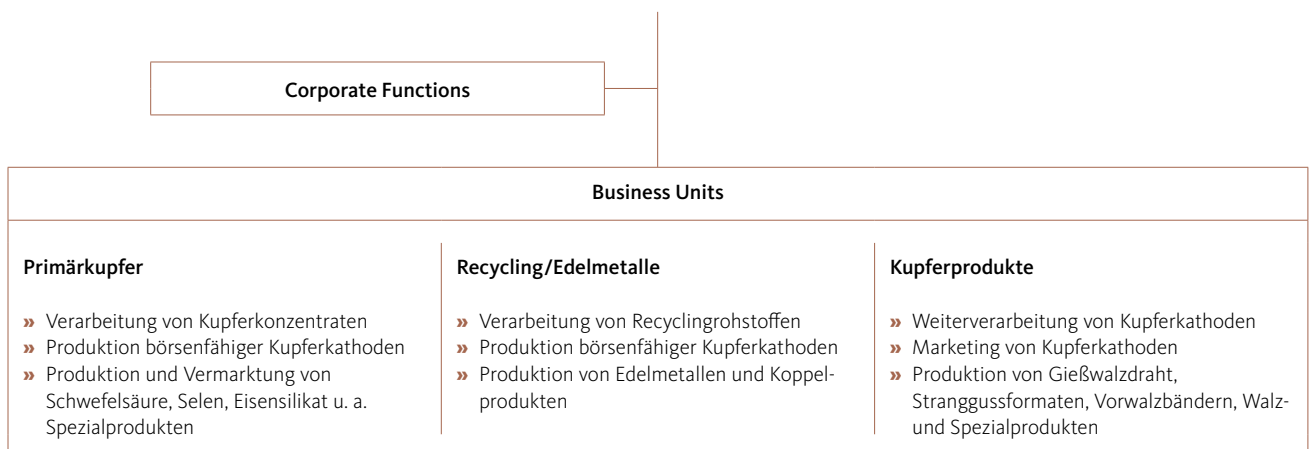 Corporate Functions
Business Units
Primärkupfer
» Verarbeitung von Kupferkonzentraten
» Produktion börsenfähiger Kupferkathoden
» Produktion und Vermarktung von
Schwefelsäure, Selen, Eisensilikat u. a.
Spezialprodukten
Recycling/Edelmetalle
» Verarbeitung von Recyclingrohstoffen
» Produktion börsenfähiger Kupferkathoden
» Produktion von Edelmetallen und Koppel-
produkten
Kupferprodukte
» Weiterverarbeitung von Kupferkathoden
» Marketing von Kupferkathoden
» Produktion von Gießwalzdraht,
Stranggussformaten, Vorwalzbändern, Walz-
und Spezialprodukten